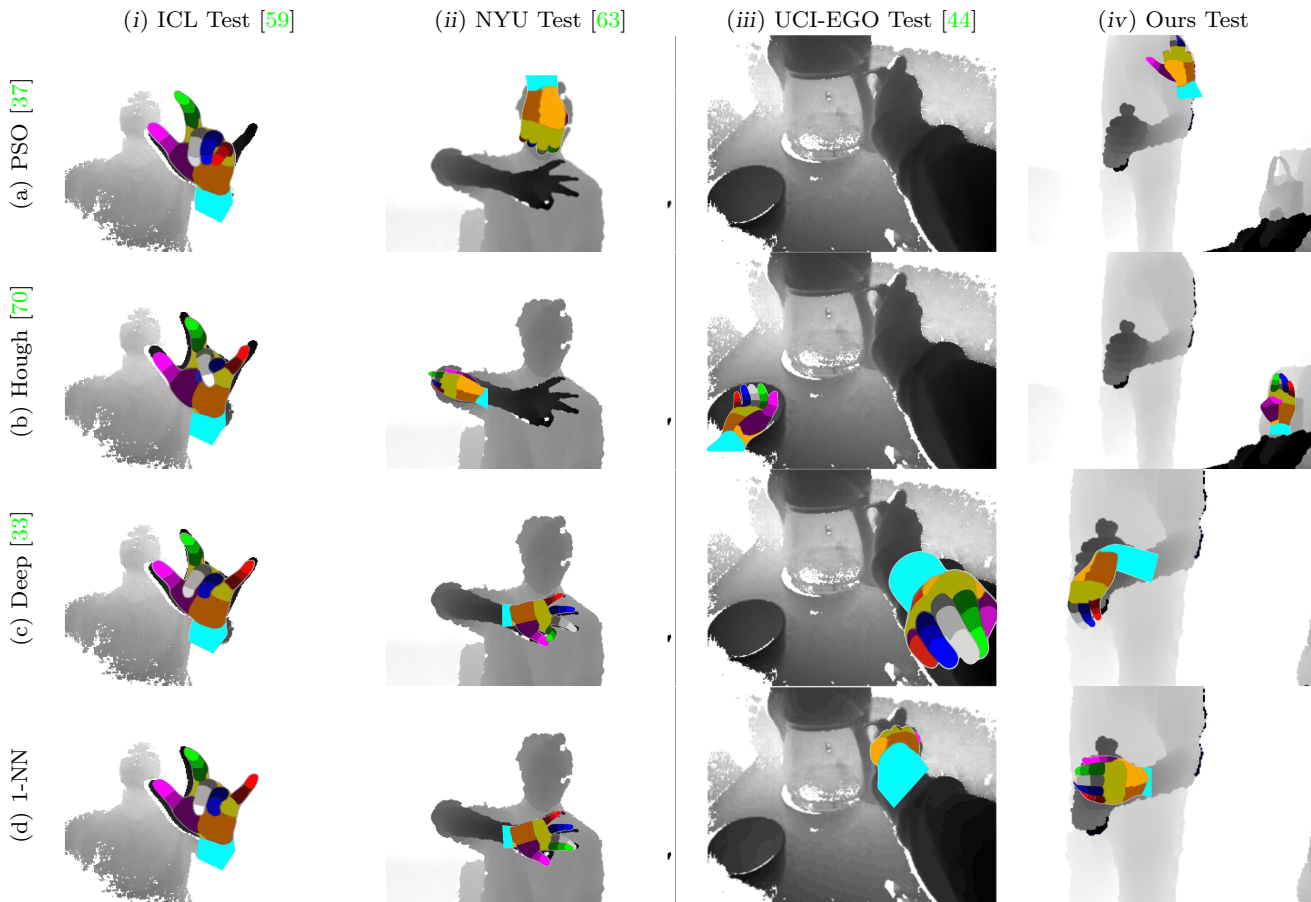 (i) ICL Test [59]
(ii) NYU Test [63]
(iii) UCI-EGO Test [44]
(iv) Ours Test
(a) PSO [37]
(b) Hough [70]
(c) Deep [33]
(d) 1-NN